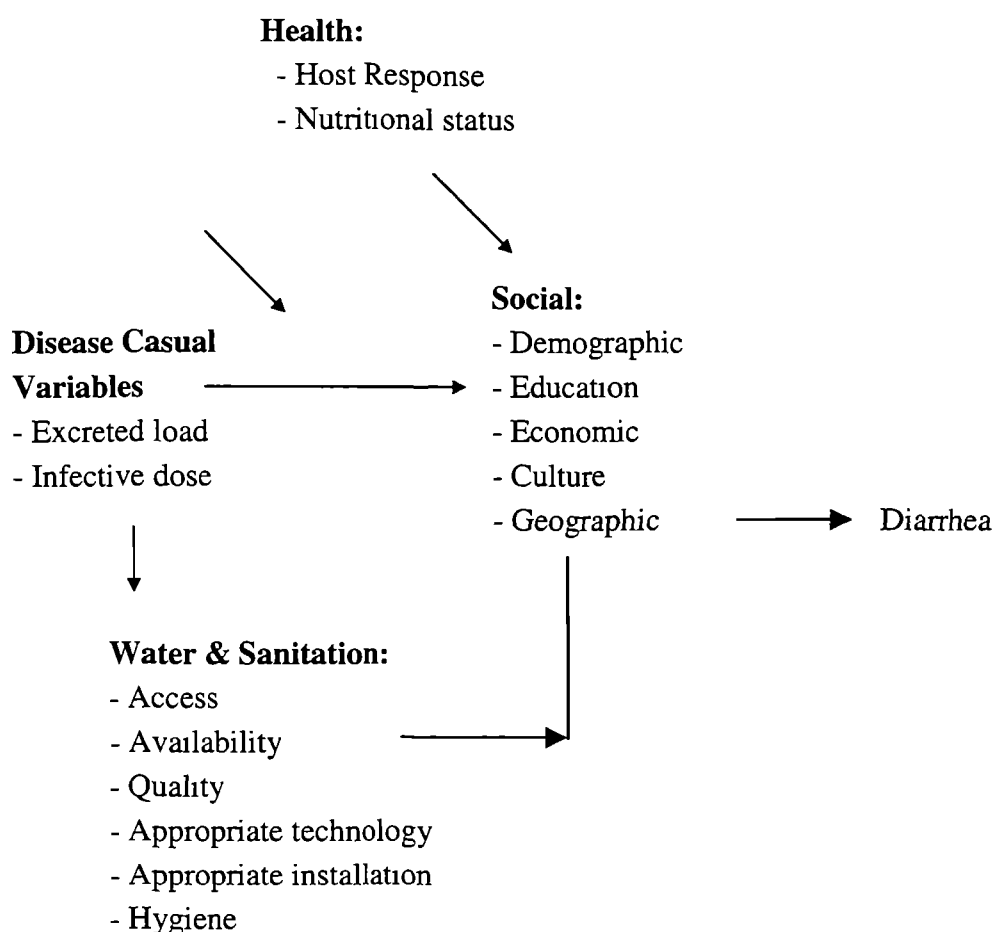 Health:
- Host Response
- Nutritional status
Social:
- Demographic
- Education
- Economic
- Culture
- Geographic
Disease Casual
Variables
- Excreted load
- Infective dose
Diarrhea
Water & Sanitation:
- Access
- Availability
- Quality
- Appropriate technology
- Appropriate installation
- Hygiene